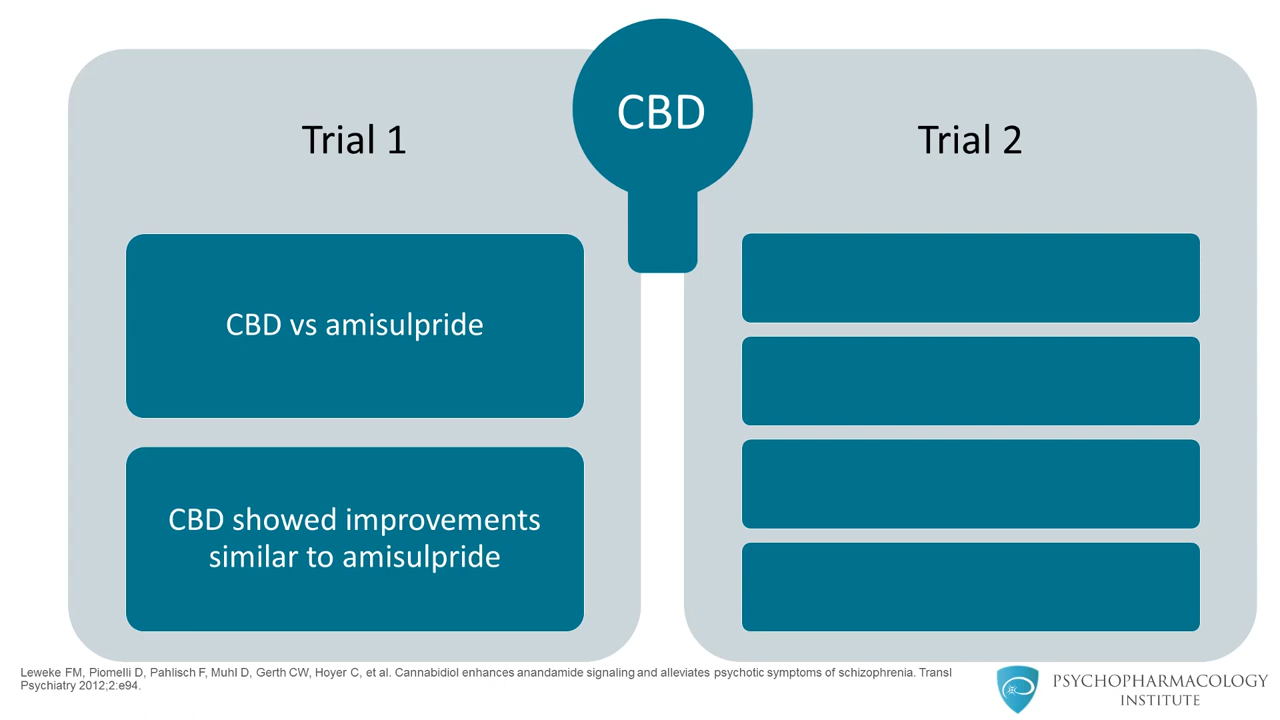 CBD
Trial 1
Trial 2
CBD vs amisulpride
CBD showed improvements
similar to amisulpride
Leweke FM, Piomelli D, Pahlisch F, Muhl D, Gerth CW, Hoyer C, et al. Cannabidiol enhances anandamide signaling and alleviates psychotic symptoms of schizophrenia. Transl
Psychiatry 2012;2:e94.
PSYCHOPHARMACOLOGY
INSTITUTE